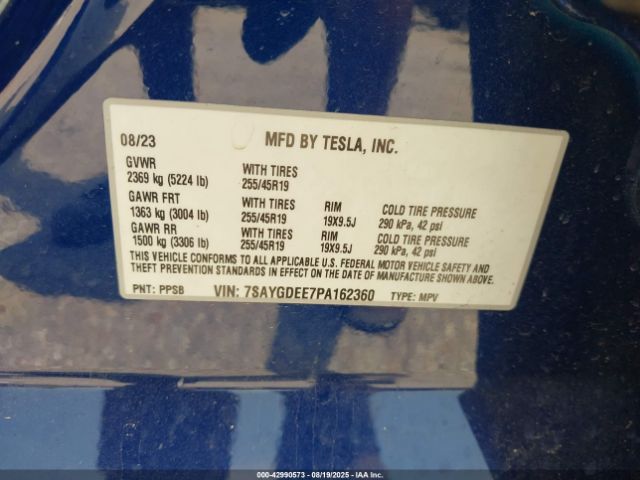 08/23 MFD BY TESLA, INC.
GVWR WITH TIRES
2369 kg (5224 lb) 255/45R19
GAWR FRT WITH TIRES RIM COLD TIRE PRESSURE
1363 kg (3004 lb) 255/45R19 19X9.5J 290 kPa, 42 psi
GAWR RR WITH TIRES RIM COLD TIRE PRESSURE
1500 kg (3306 lb) 255/45R19 19X9.5J 290 kPa, 42 psi
THIS VEHICLE CONFORMS TO ALL APPLICABLE U.S. FEDERAL MOTOR VEHICLE SAFETY AND
THEFT PREVENTION STANDARDS IN EFFECT ON THE DATE OF MANUFACTURE SHOWN ABOVE.
PNT: PPSB VIN: 7SAYGDEE7PA162360 TYPE: MPV
000-42990573 — 08/19/2025 — IAA Inc.